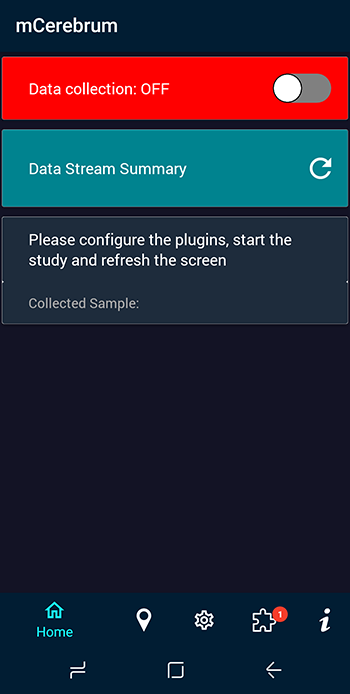 mCerebrum
Data collection: OFF
Data Stream Summary
Please configure the plugins, start the
study and refresh the screen
Collected Sample:
1
Home